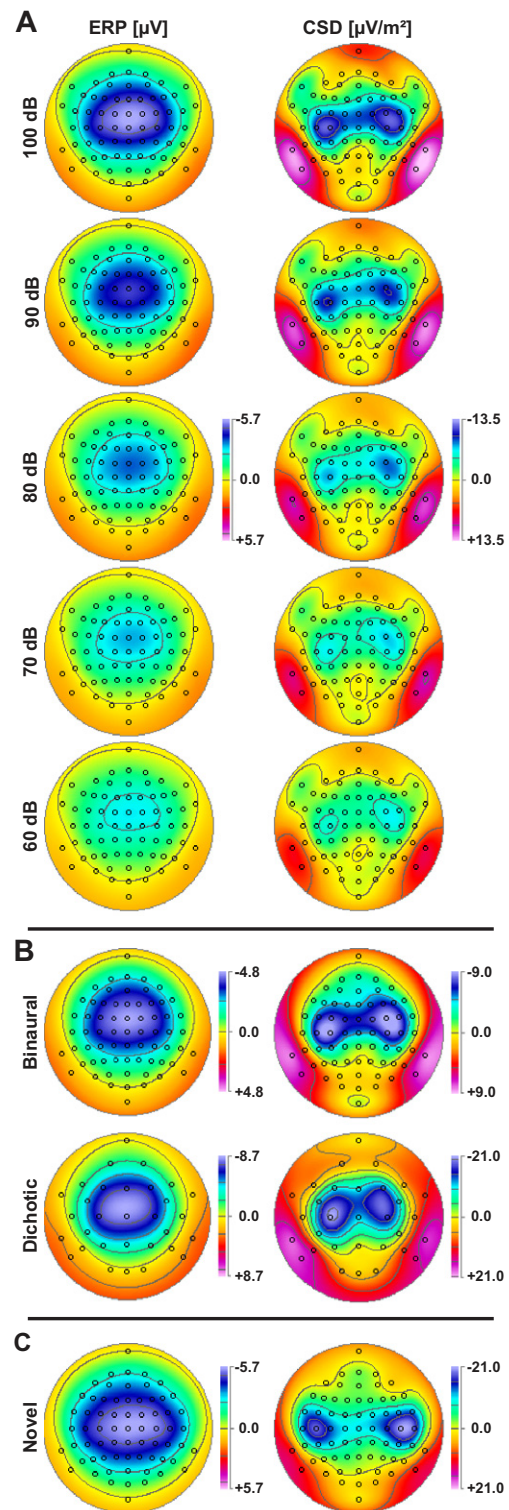 A
ERP [µV] CSD [µV/m²]
100 dB
90 dB
80 dB
-5.7 -13.5
0.0 0.0
+5.7 +13.5
70 dB
60 dB
B
Binaural
-4.8 -9.0
0.0 0.0
+4.8 +9.0
Dichotic
-8.7 -21.0
0.0 0.0
+8.7 +21.0
C
Novel
-5.7 -21.0
0.0 0.0
+5.7 +21.0